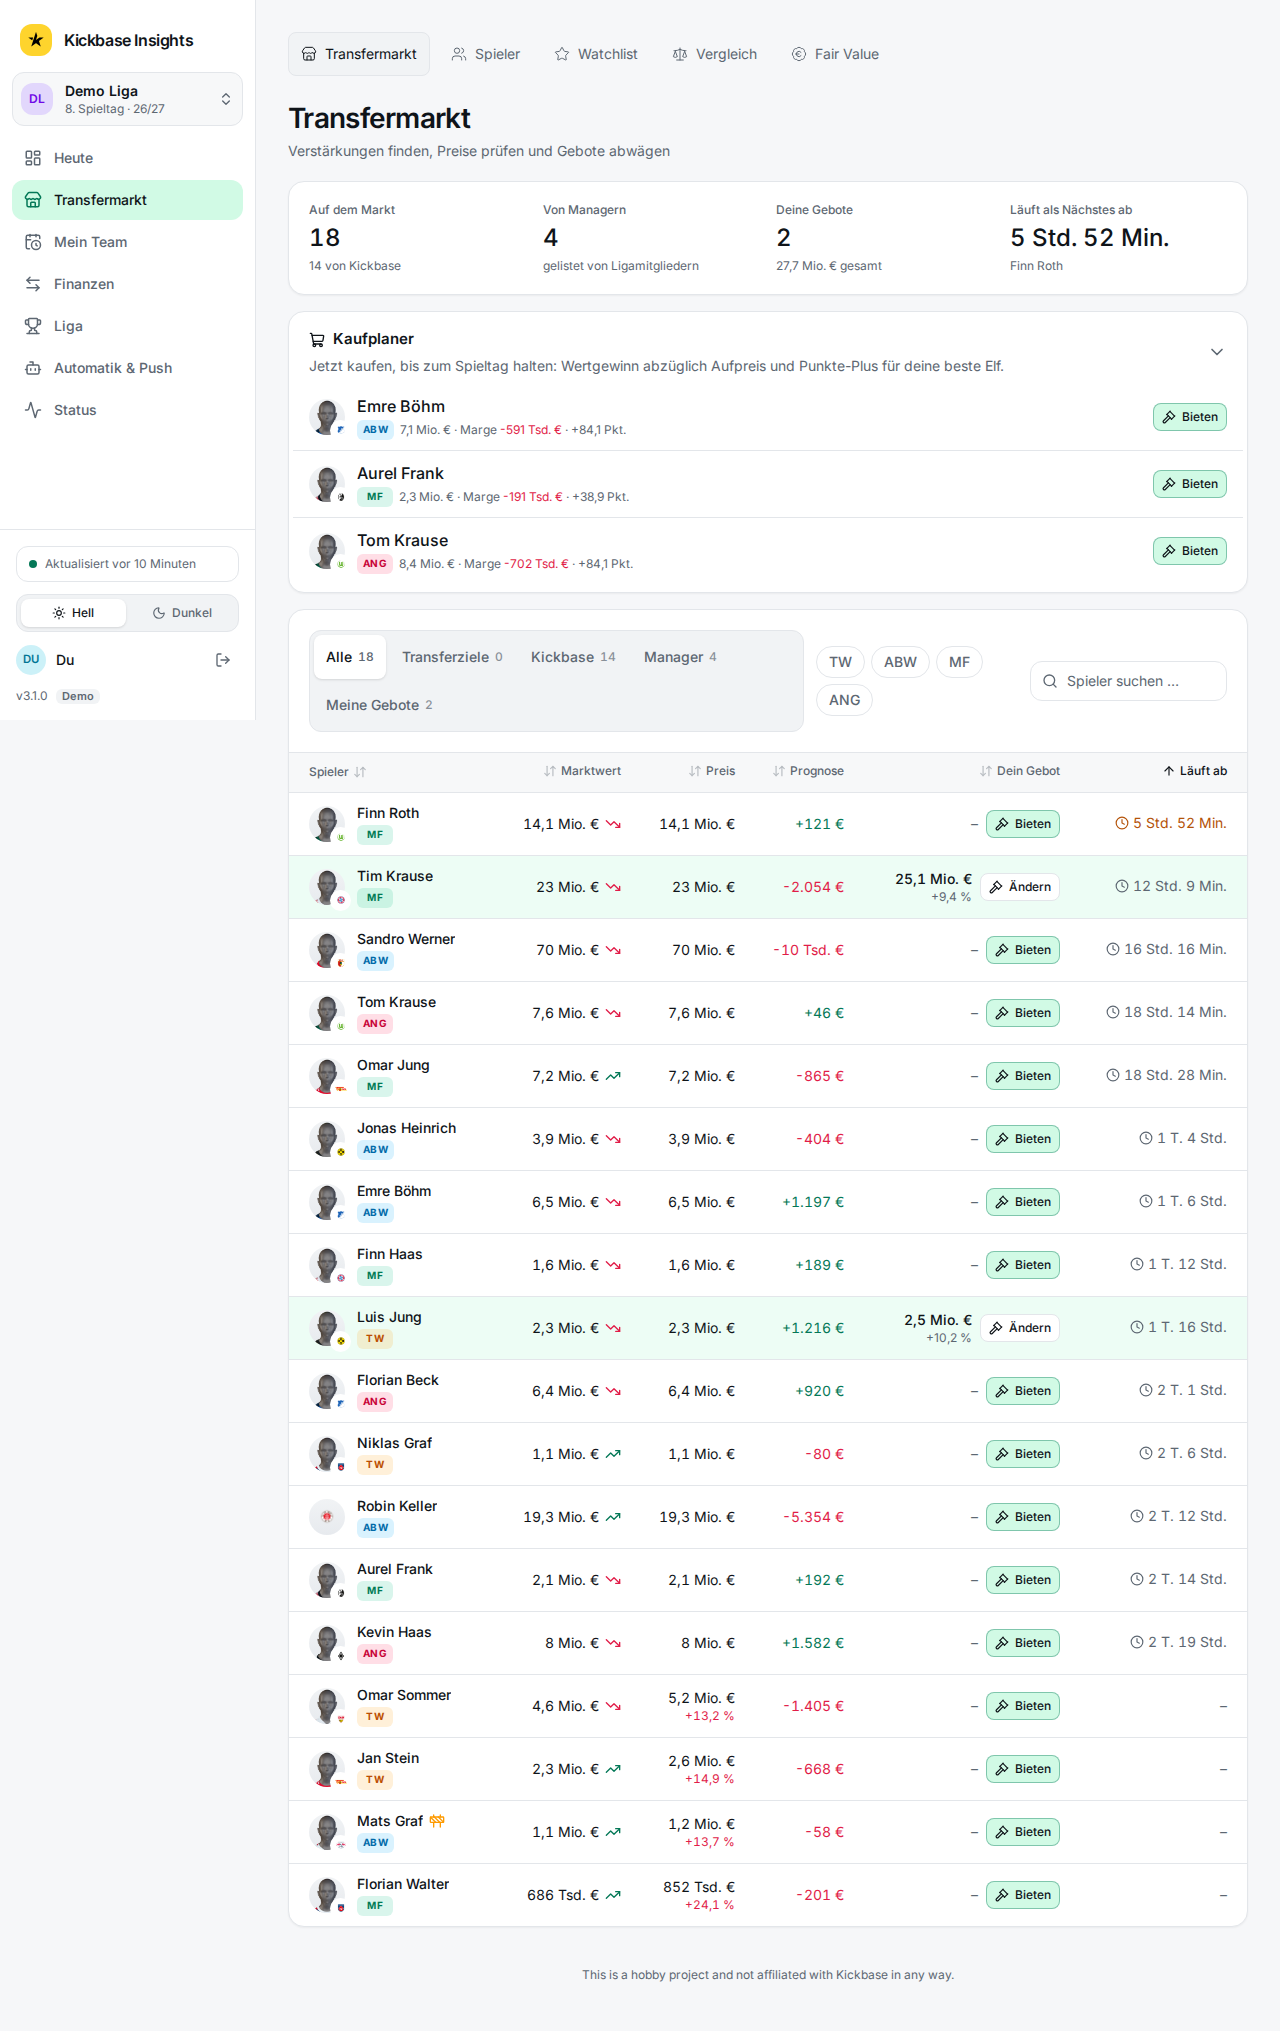 Kickbase Insights
DL
Demo Liga
8. Spieltag · 26/27
Heute
Transfermarkt
Mein Team
Finanzen
Liga
Automatik & Push
Status
Aktualisiert vor 10 Minuten
Hell
Dunkel
DU
Du
v3.1.0 Demo
Transfermarkt
Spieler
Watchlist
Vergleich
Fair Value
Transfermarkt
Verstärkungen finden, Preise prüfen und Gebote abwägen
Auf dem Markt
18
14 von Kickbase
Von Managern
4
gelistet von Ligamitgliedern
Deine Gebote
2
27,7 Mio. € gesamt
Läuft als Nächstes ab
5 Std. 52 Min.
Finn Roth
Kaufplaner
Jetzt kaufen, bis zum Spieltag halten: Wertgewinn abzüglich Aufpreis und Punkte-Plus für deine beste Elf.
Emre Böhm
ABW 7,1 Mio. € · Marge -591 Tsd. € · +84,1 Pkt.
Bieten
Aurel Frank
MF 2,3 Mio. € · Marge -191 Tsd. € · +38,9 Pkt.
Bieten
Tom Krause
ANG 8,4 Mio. € · Marge -702 Tsd. € · +84,1 Pkt.
Bieten
Alle 18
Transferziele 0
Kickbase 14
Manager 4
Meine Gebote 2
TW
ABW
MF
ANG
Spieler suchen ...
Spieler Marktwert Preis Prognose Dein Gebot Läuft ab
Finn Roth
MF
14,1 Mio. € 14,1 Mio. € +121 € – Bieten 5 Std. 52 Min.
Tim Krause
MF
23 Mio. € 23 Mio. € -2.054 € 25,1 Mio. € +9,4 % Ändern 12 Std. 9 Min.
Sandro Werner
ABW
70 Mio. € 70 Mio. € -10 Tsd. € – Bieten 16 Std. 16 Min.
Tom Krause
ANG
7,6 Mio. € 7,6 Mio. € +46 € – Bieten 18 Std. 14 Min.
Omar Jung
MF
7,2 Mio. € 7,2 Mio. € -865 € – Bieten 18 Std. 28 Min.
Jonas Heinrich
ABW
3,9 Mio. € 3,9 Mio. € -404 € – Bieten 1 T. 4 Std.
Emre Böhm
ABW
6,5 Mio. € 6,5 Mio. € +1.197 € – Bieten 1 T. 6 Std.
Finn Haas
MF
1,6 Mio. € 1,6 Mio. € +189 € – Bieten 1 T. 12 Std.
Luis Jung
TW
2,3 Mio. € 2,3 Mio. € +1.216 € 2,5 Mio. € +10,2 % Ändern 1 T. 16 Std.
Florian Beck
ANG
6,4 Mio. € 6,4 Mio. € +920 € – Bieten 2 T. 1 Std.
Niklas Graf
TW
1,1 Mio. € 1,1 Mio. € -80 € – Bieten 2 T. 6 Std.
Robin Keller
ABW
19,3 Mio. € 19,3 Mio. € -5.354 € – Bieten 2 T. 12 Std.
Aurel Frank
MF
2,1 Mio. € 2,1 Mio. € +192 € – Bieten 2 T. 14 Std.
Kevin Haas
ANG
8 Mio. € 8 Mio. € +1.582 € – Bieten 2 T. 19 Std.
Omar Sommer
TW
4,6 Mio. € 5,2 Mio. € +13,2 % -1.405 € – Bieten –
Jan Stein
TW
2,3 Mio. € 2,6 Mio. € +14,9 % -668 € – Bieten –
Mats Graf
ABW
1,1 Mio. € 1,2 Mio. € +13,7 % -58 € – Bieten –
Florian Walter
MF
686 Tsd. € 852 Tsd. € +24,1 % -201 € – Bieten –
This is a hobby project and not affiliated with Kickbase in any way.